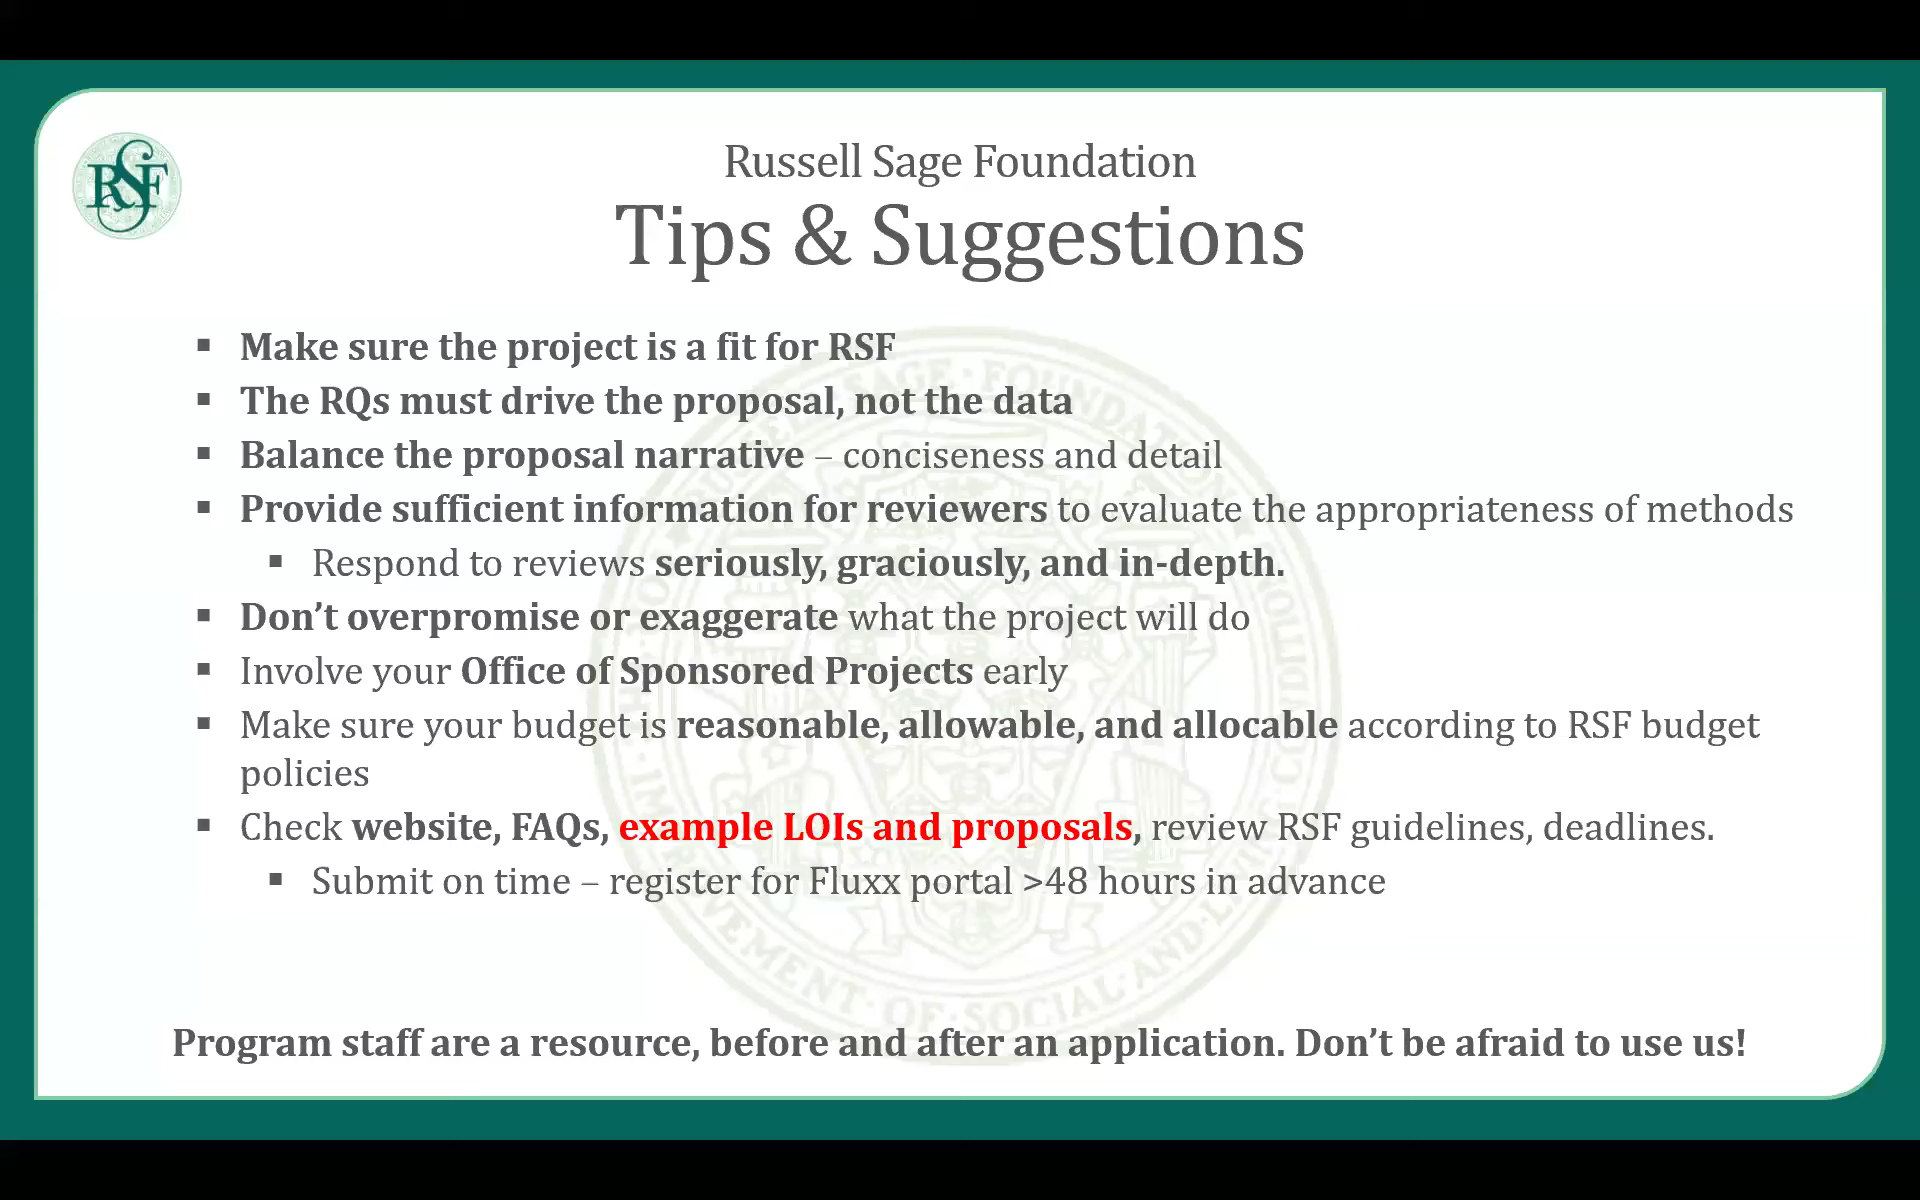 RSF
Russell Sage Foundation
Tips & Suggestions
▪ Make sure the project is a fit for RSF
▪ The RQs must drive the proposal, not the data
▪ Balance the proposal narrative – conciseness and detail
▪ Provide sufficient information for reviewers to evaluate the appropriateness of methods
▪ Respond to reviews seriously, graciously, and in-depth.
▪ Don’t overpromise or exaggerate what the project will do
▪ Involve your Office of Sponsored Projects early
▪ Make sure your budget is reasonable, allowable, and allocable according to RSF budget
policies
▪ Check website, FAQs, example LOIs and proposals, review RSF guidelines, deadlines.
▪ Submit on time – register for Fluxx portal >48 hours in advance
Program staff are a resource, before and after an application. Don’t be afraid to use us!